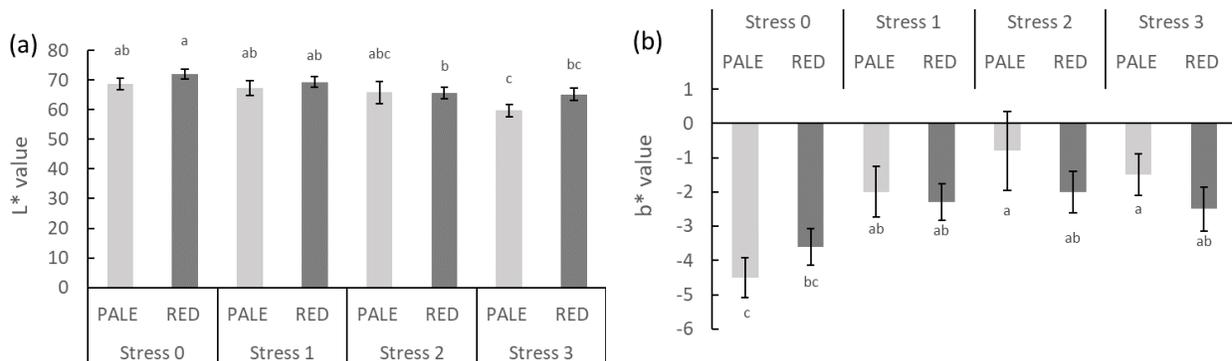 (a)
L* value
80
70
60
50
40
30
20
10
0
ab a ab ab abc b c bc
PALE RED PALE RED PALE RED PALE RED
Stress 0 Stress 1 Stress 2 Stress 3
(b)
Stress 0 Stress 1 Stress 2 Stress 3
PALE RED PALE RED PALE RED PALE RED
b* value
1
0
-1
-2
-3
-4
-5
-6
c bc ab ab a ab a ab